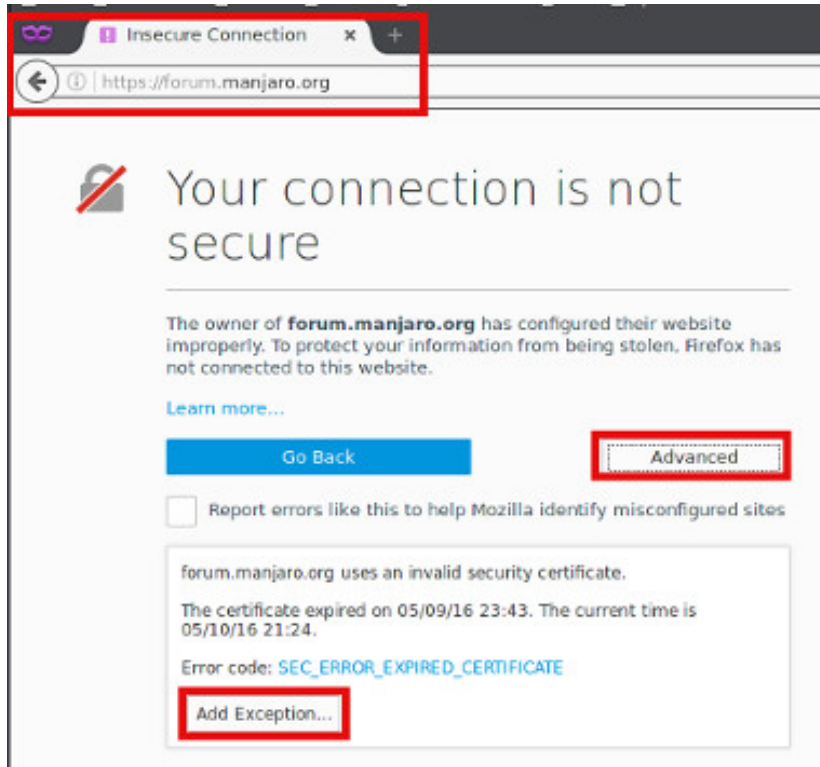 Insecure Connection × +
https://forum.manjaro.org
Your connection is not
secure
The owner of forum.manjaro.org has configured their website
improperly. To protect your information from being stolen, Firefox has
not connected to this website.
Learn more...
Go Back Advanced
Report errors like this to help Mozilla identify misconfigured sites
forum.manjaro.org uses an invalid security certificate.
The certificate expired on 05/09/16 23:43. The current time is
05/10/16 21:24.
Error code: SEC_ERROR_EXPIRED_CERTIFICATE
Add Exception...